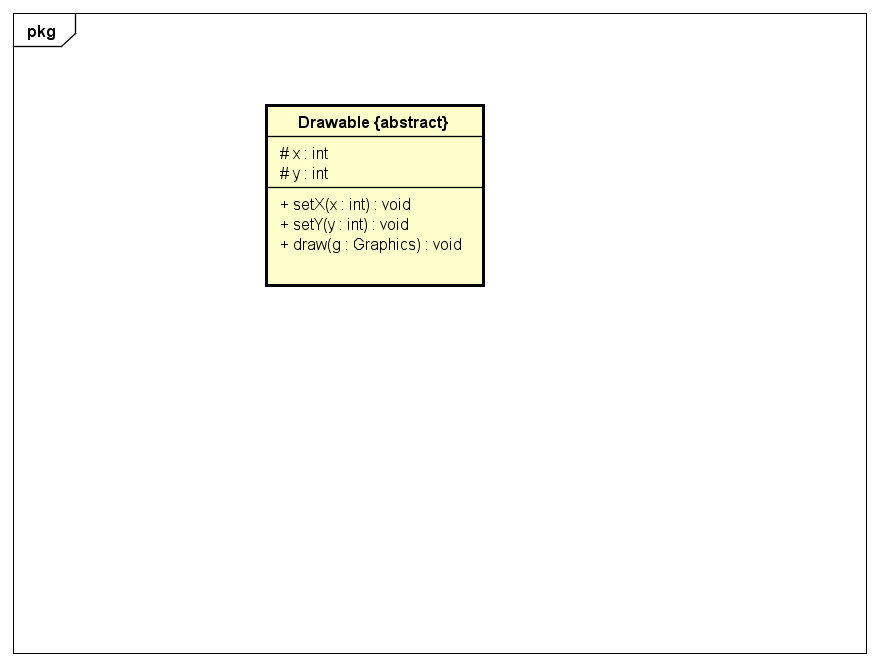 pkg
Drawable {abstract}
# x : int
# y : int
+ setX(x : int) : void
+ setY(y : int) : void
+ draw(g : Graphics) : void